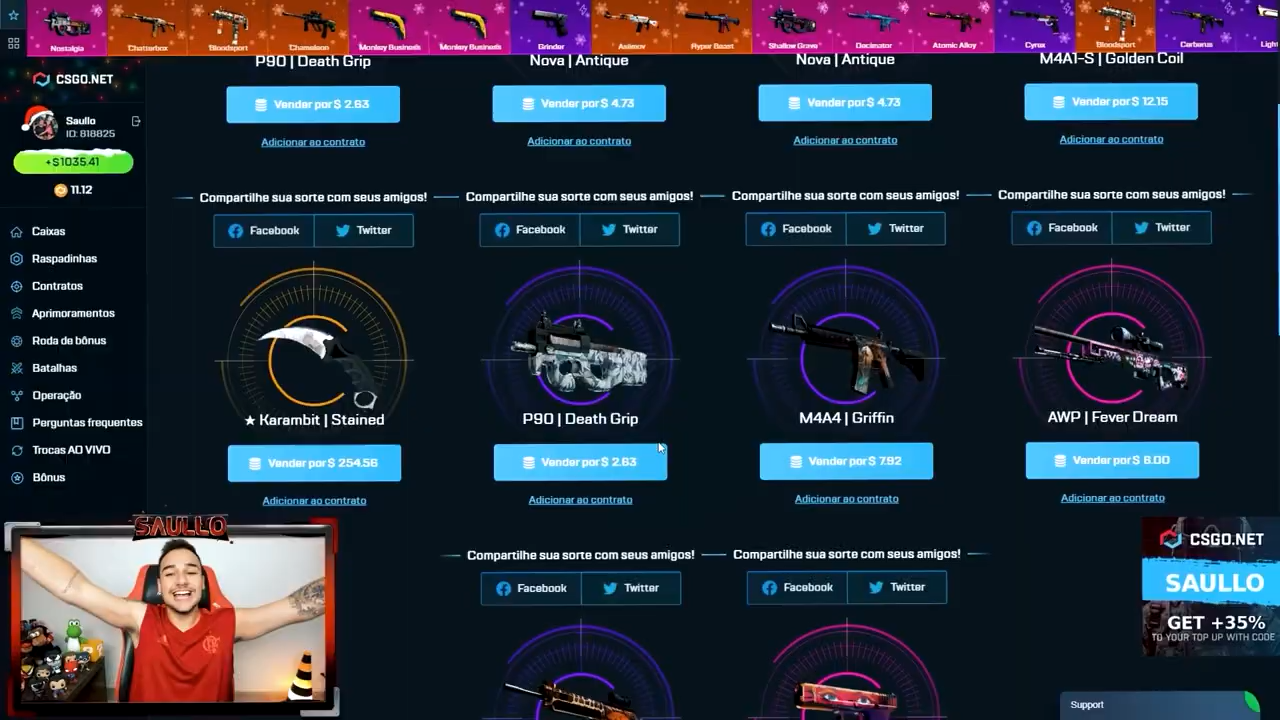 Nostalgia
Chatterbox
Bloodsport
Chameleon
Monkey Business
Monkey Business
Grinder
Asiimov
Hyper Beast
Shallow Grave
Decimator
Atomic Alloy
Cyrex
Bloodsport
Cerberus
CSGO.NET
P90 | Death Grip
Nova | Antique
Nova | Antique
M4A1-S | Golden Coil
Vender por $ 2.63
Vender por $ 4.73
Vender por $ 4.73
Vender por $ 12.15
Adicionar ao contrato
Adicionar ao contrato
Adicionar ao contrato
Adicionar ao contrato
Saullo
ID: 818825
+$1035.41
11.12
Compartilhe sua sorte com seus amigos!
Compartilhe sua sorte com seus amigos!
Compartilhe sua sorte com seus amigos!
Compartilhe sua sorte com seus amigos!
Facebook
Twitter
Facebook
Twitter
Facebook
Twitter
Facebook
Twitter
Caixas
Raspadinhas
Contratos
Aprimoramentos
Roda de bônus
Batalhas
Operação
Perguntas frequentes
Trocas AO VIVO
Bônus
★ Karambit | Stained
P90 | Death Grip
M4A4 | Griffin
AWP | Fever Dream
Vender por $ 254.56
Vender por $ 2.63
Vender por $ 7.92
Vender por $ 6.00
Adicionar ao contrato
Adicionar ao contrato
Adicionar ao contrato
Adicionar ao contrato
Compartilhe sua sorte com seus amigos!
Compartilhe sua sorte com seus amigos!
Facebook
Twitter
Facebook
Twitter
SAULLO
CSGO.NET
SAULLO
GET +35%
TO YOUR TOP UP WITH CODE
Support